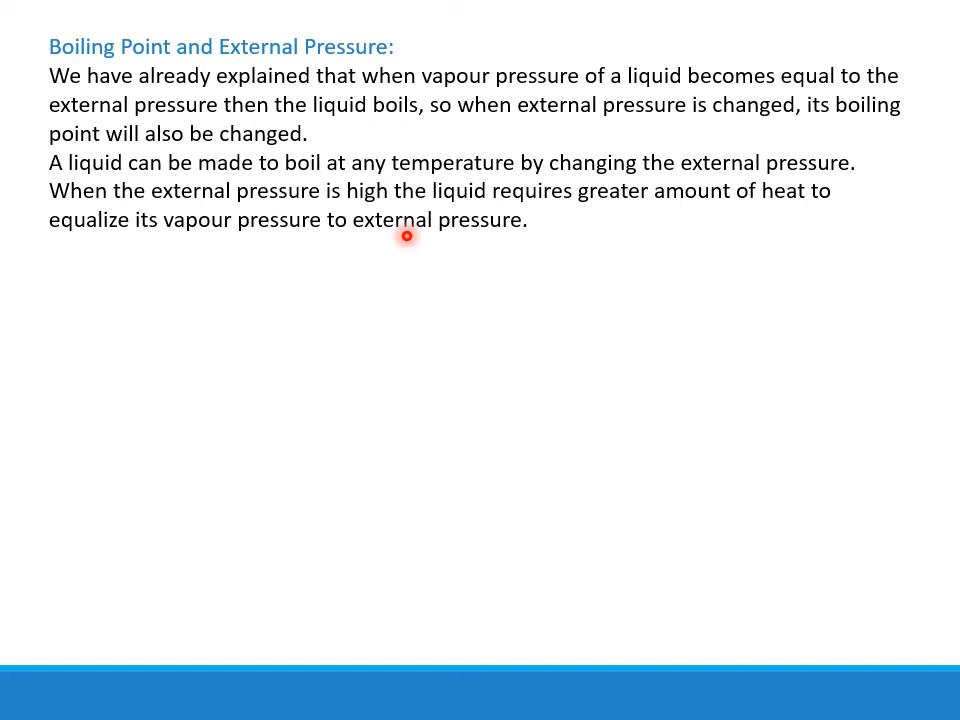 Boiling Point and External Pressure:
We have already explained that when vapour pressure of a liquid becomes equal to the
external pressure then the liquid boils, so when external pressure is changed, its boiling
point will also be changed.
A liquid can be made to boil at any temperature by changing the external pressure.
When the external pressure is high the liquid requires greater amount of heat to
equalize its vapour pressure to external pressure.